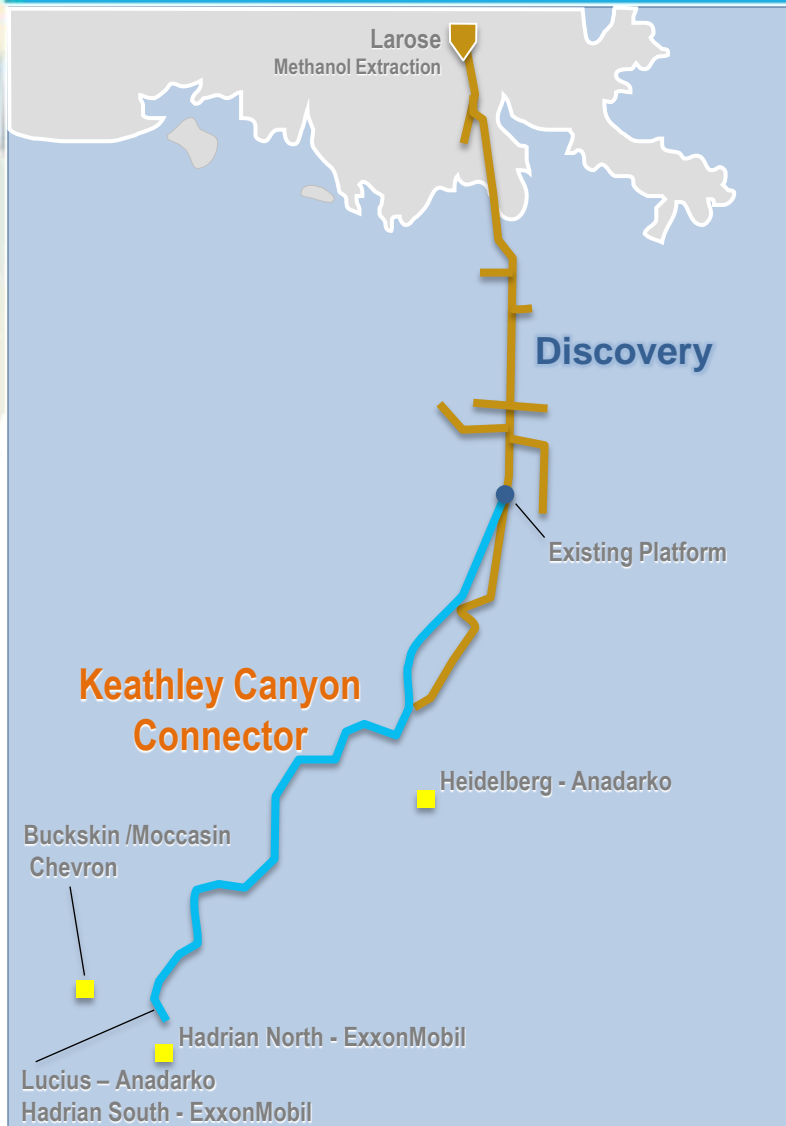 Larose
Methanol Extraction
Discovery
Existing Platform
Keathley Canyon
Connector
Heidelberg - Anadarko
Buckskin /Moccasin
Chevron
Hadrian North - ExxonMobil
Lucius – Anadarko
Hadrian South - ExxonMobil